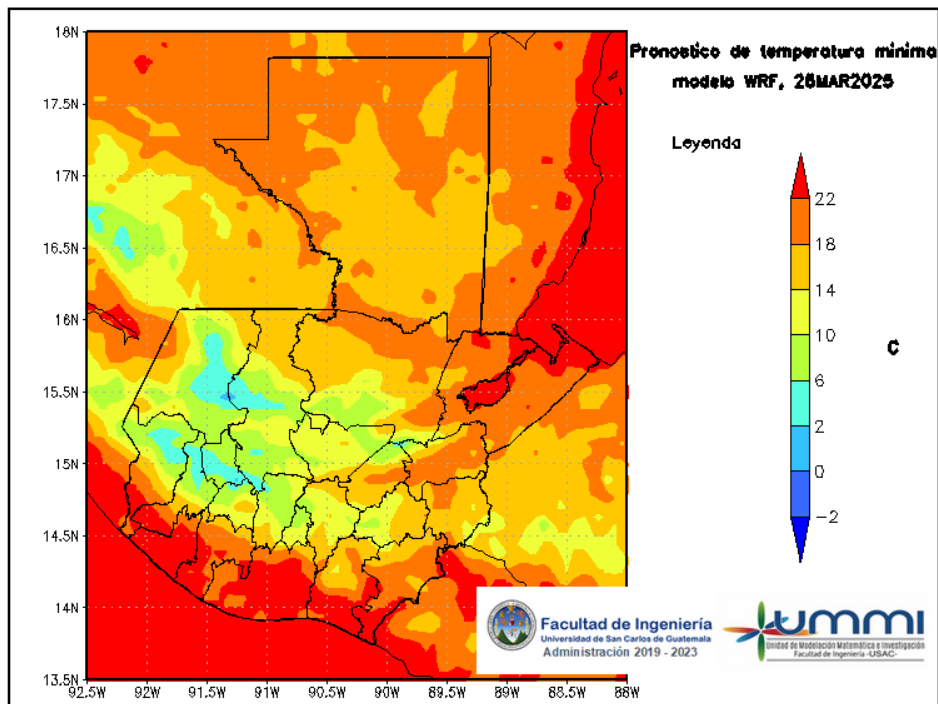 Pronostico de temperatura minima
modelo WRF, 28MAR2025
Leyenda
22
18
14
10
6
2
0
−2
C
18N
17.5N
17N
16.5N
16N
15.5N
15N
14.5N
14N
13.5N
92.5W
92W
91.5W
91W
90.5W
90W
89.5W
89W
88.5W
88W
Facultad de Ingeniería
Universidad de San Carlos de Guatemala
Administración 2019 - 2023
UMMI
Unidad de Modelación Matemática e Investigación
Facultad de Ingeniería -USAC-